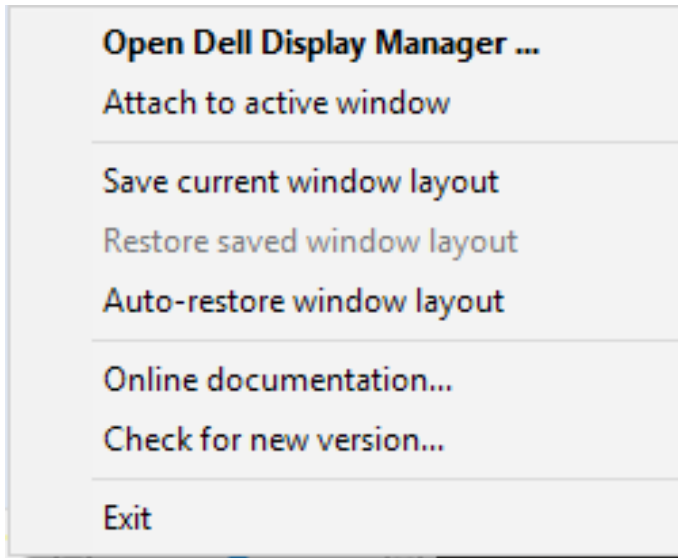 Open Dell Display Manager ...
Attach to active window
Save current window layout
Restore saved window layout
Auto-restore window layout
Online documentation...
Check for new version...
Exit